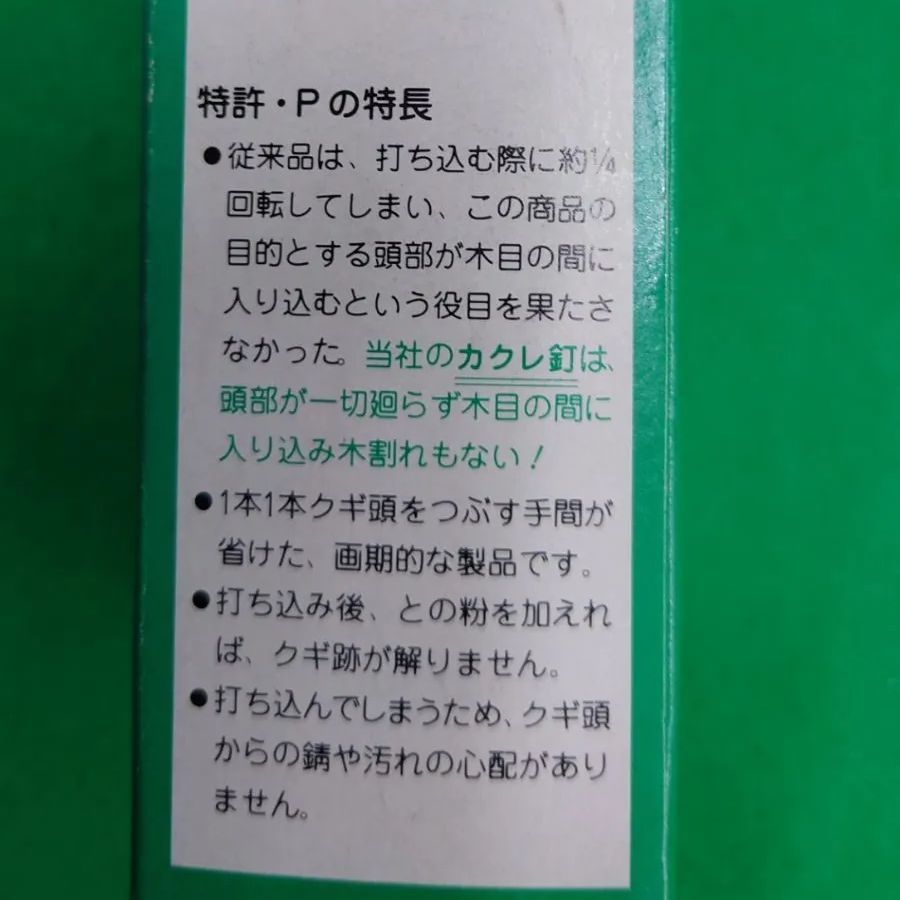 特許・Pの特長
●従来品は、打ち込む際に約¼
回転してしまい、この商品の
目的とする頭部が木目の間に
入り込むという役目を果たさ
なかった。当社のカクレ釘は、
頭部が一切廻らず木目の間に
入り込み木割れもない!
●1本1本クギ頭をつぶす手間が
省けた、画期的な製品です。
●打ち込み後、との粉を加えれ
ば、クギ跡が解りません。
●打ち込んでしまうため、クギ頭
からの錆や汚れの心配があり
ません。